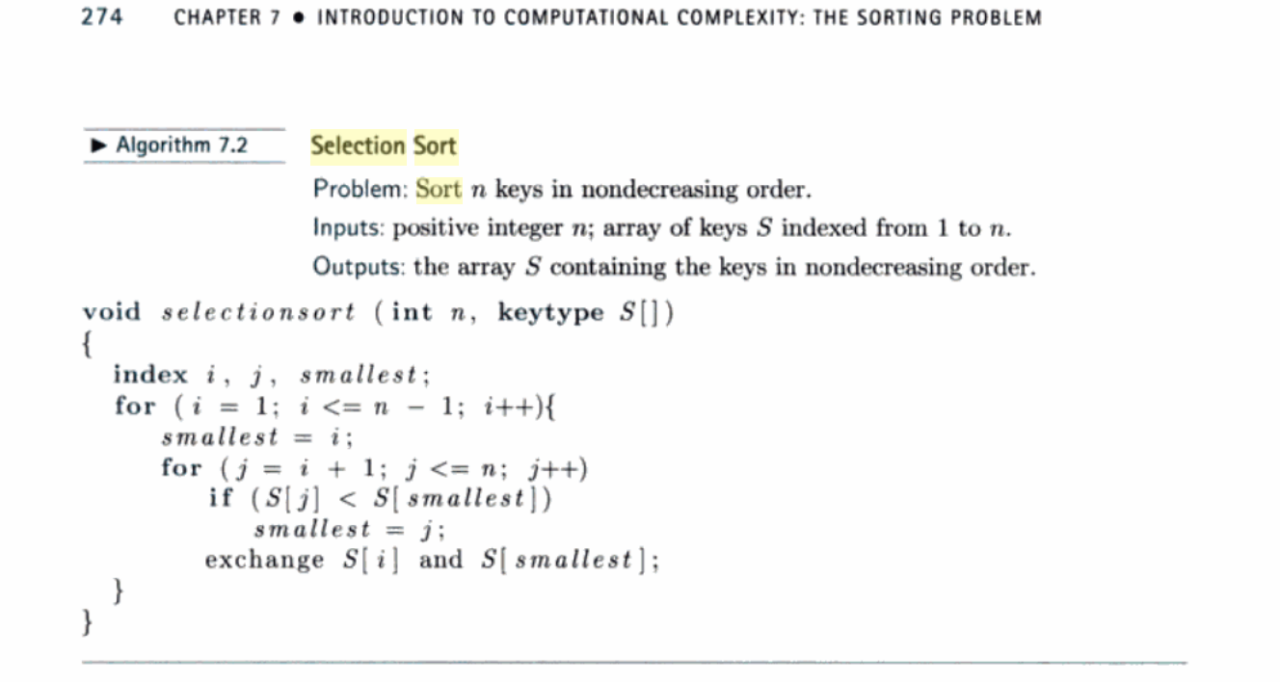 274 CHAPTER 7 • INTRODUCTION TO COMPUTATIONAL COMPLEXITY: THE SORTING PROBLEM
► Algorithm 7.2 Selection Sort
Problem: Sort n keys in nondecreasing order.
Inputs: positive integer n; array of keys S indexed from 1 to n.
Outputs: the array S containing the keys in nondecreasing order.
void selectionsort (int n, keytype S[])
{
index i, j, smallest;
for (i = 1; i <= n − 1; i++){
smallest = i;
for (j = i + 1; j <= n; j++)
if (S[j] < S[smallest])
smallest = j;
exchange S[i] and S[smallest];
}
}